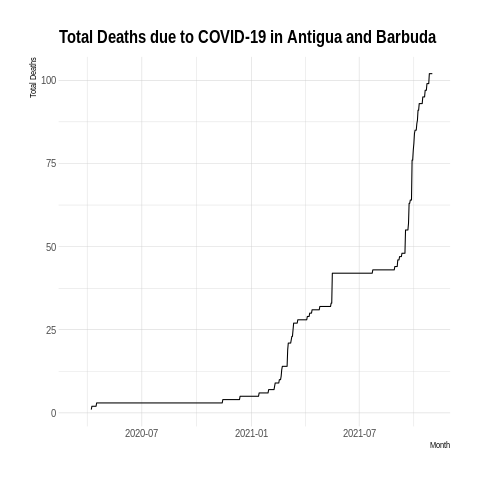 Total Deaths due to COVID-19 in Antigua and Barbuda
Total Deaths
100
75
50
25
0
2020-07 2021-01 2021-07
Month